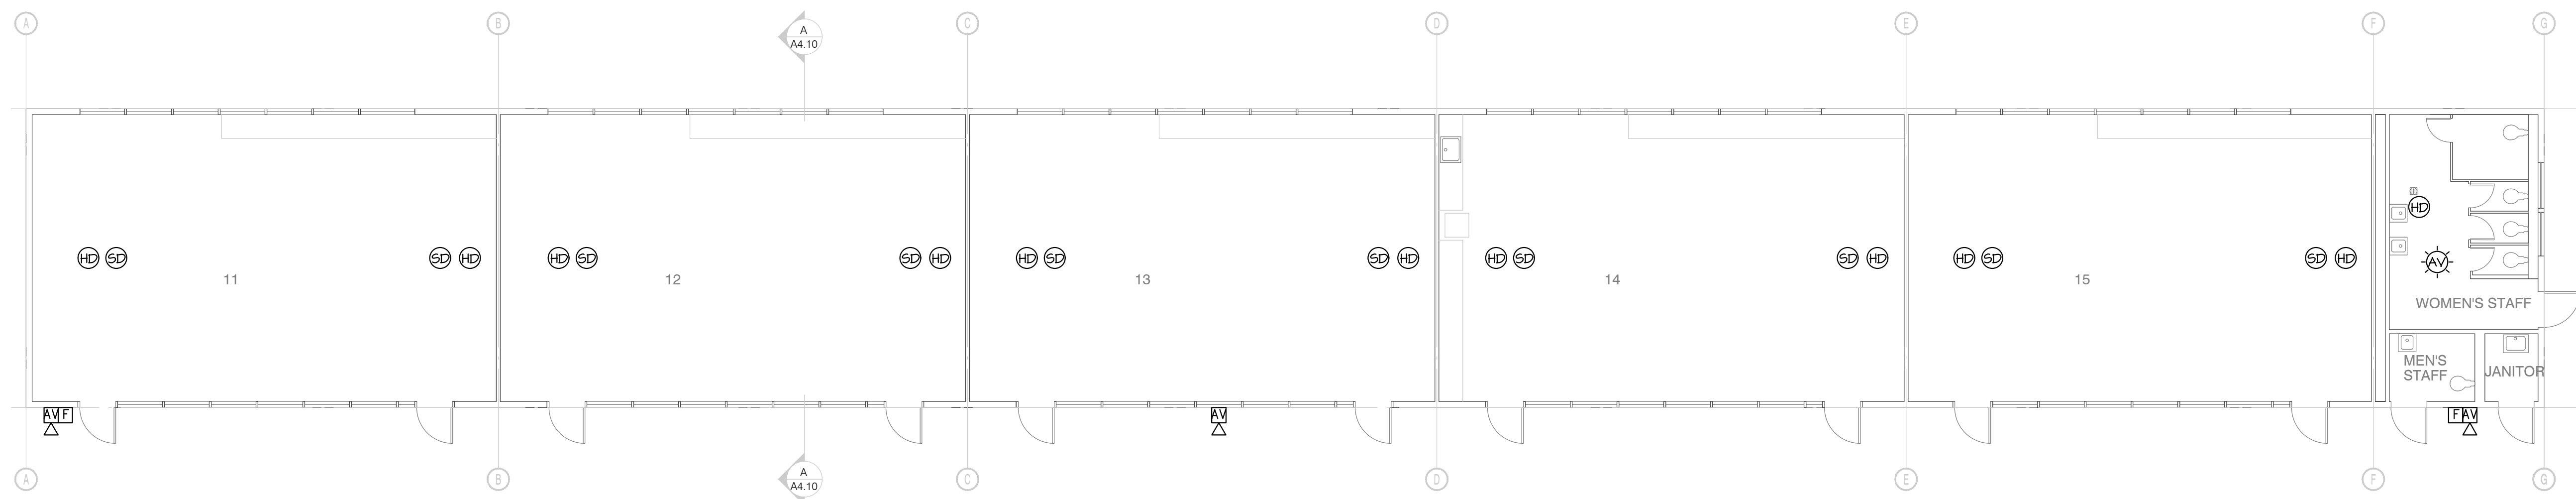 A B C D E F G
A
A4.10
HD
HD SD SD HD HD SD SD HD HD SD SD HD HD SD SD HD HD SD SD HD
AV
11 12 13 14 15
WOMEN'S STAFF
MEN'S
STAFF
JANITOR
AV F AV F AV
A
A4.10
A B C D E F G